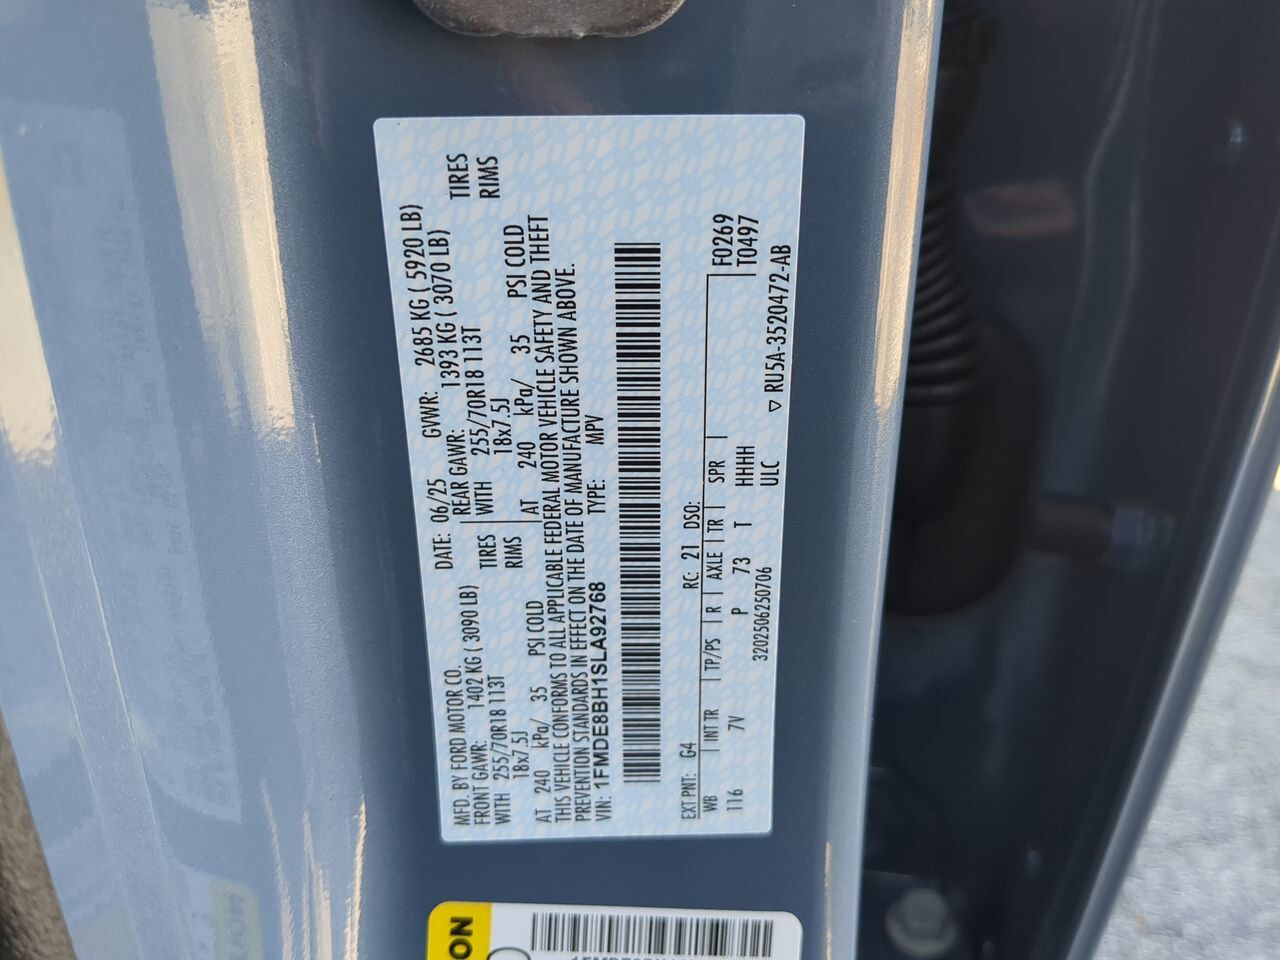 MFD. BY FORD MOTOR CO.
DATE: 06/25 GVWR: 2685 KG ( 5920 LB)
FRONT GAWR: 1402 KG ( 3090 LB) REAR GAWR: 1393 KG ( 3070 LB)
WITH 255/70R18 113T TIRES WITH 255/70R18 113T TIRES
18x7.5J RIMS 18x7.5J RIMS
AT 240 kPa/ 35 PSI COLD AT 240 kPa/ 35 PSI COLD
THIS VEHICLE CONFORMS TO ALL APPLICABLE FEDERAL MOTOR VEHICLE SAFETY AND THEFT
PREVENTION STANDARDS IN EFFECT ON THE DATE OF MANUFACTURE SHOWN ABOVE.
VIN: 1FMDE8BH1SLA92768 TYPE: MPV
EXT PNT: G4 RC: 21 DSO:
WB INT TR TP/PS R AXLE TR SPR F0269
116 7V P 73 T HHHH T0497
3202506250706 ULC ▽ RU5A-3520472-AB
ON